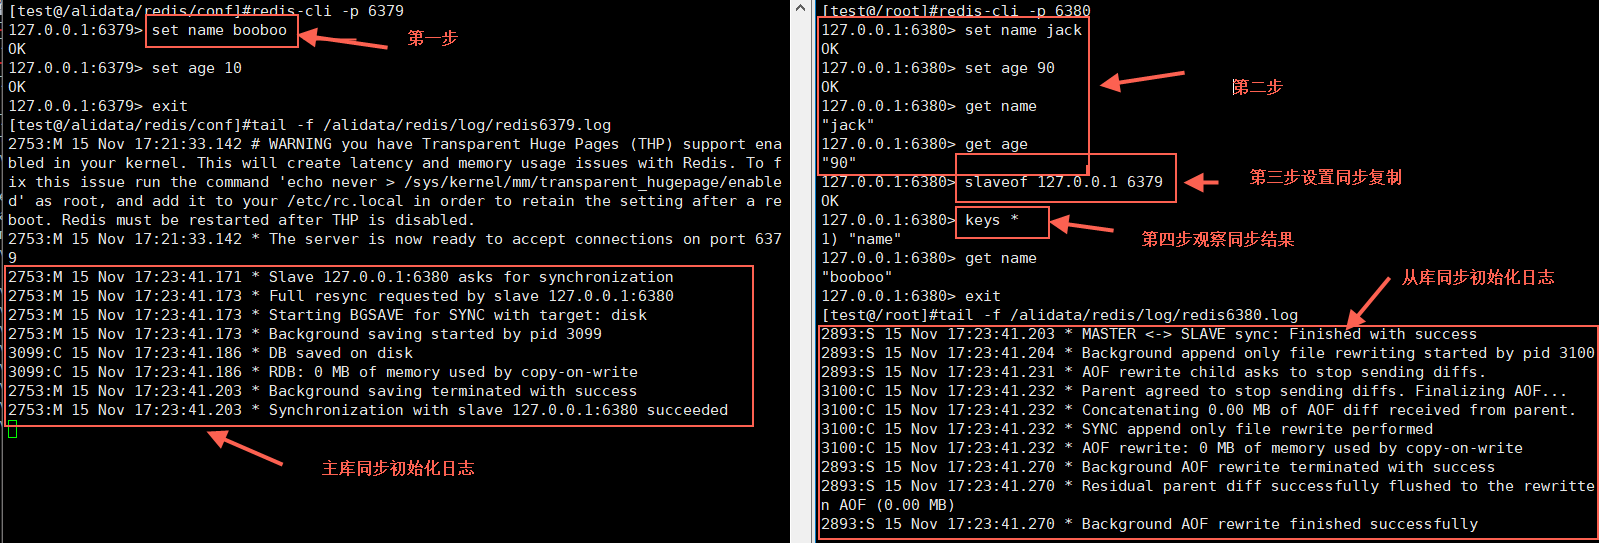 [test@/alidata/redis/conf]#redis-cli -p 6379
127.0.0.1:6379> set name booboo
第一步
OK
127.0.0.1:6379> set age 10
OK
127.0.0.1:6379> exit
[test@/alidata/redis/conf]#tail -f /alidata/redis/log/redis6379.log
2753:M 15 Nov 17:21:33.142 # WARNING you have Transparent Huge Pages (THP) support ena
bled in your kernel. This will create latency and memory usage issues with Redis. To f
ix this issue run the command 'echo never > /sys/kernel/mm/transparent_hugepage/enable
d' as root, and add it to your /etc/rc.local in order to retain the setting after a re
boot. Redis must be restarted after THP is disabled.
2753:M 15 Nov 17:21:33.142 * The server is now ready to accept connections on port 637
9
2753:M 15 Nov 17:23:41.171 * Slave 127.0.0.1:6380 asks for synchronization
2753:M 15 Nov 17:23:41.173 * Full resync requested by slave 127.0.0.1:6380
2753:M 15 Nov 17:23:41.173 * Starting BGSAVE for SYNC with target: disk
2753:M 15 Nov 17:23:41.173 * Background saving started by pid 3099
3099:C 15 Nov 17:23:41.186 * DB saved on disk
3099:C 15 Nov 17:23:41.186 * RDB: 0 MB of memory used by copy-on-write
2753:M 15 Nov 17:23:41.203 * Background saving terminated with success
2753:M 15 Nov 17:23:41.203 * Synchronization with slave 127.0.0.1:6380 succeeded
主库同步初始化日志
[test@/root]#redis-cli -p 6380
127.0.0.1:6380> set name jack
OK
127.0.0.1:6380> set age 90
OK
第二步
127.0.0.1:6380> get name
"jack"
127.0.0.1:6380> get age
"90"
127.0.0.1:6380> slaveof 127.0.0.1 6379
第三步设置同步复制
OK
127.0.0.1:6380> keys *
1) "name"
第四步观察同步结果
127.0.0.1:6380> get name
"booboo"
从库同步初始化日志
127.0.0.1:6380> exit
[test@/root]#tail -f /alidata/redis/log/redis6380.log
2893:S 15 Nov 17:23:41.203 * MASTER <-> SLAVE sync: Finished with success
2893:S 15 Nov 17:23:41.204 * Background append only file rewriting started by pid 3100
2893:S 15 Nov 17:23:41.231 * AOF rewrite child asks to stop sending diffs.
3100:C 15 Nov 17:23:41.232 * Parent agreed to stop sending diffs. Finalizing AOF...
3100:C 15 Nov 17:23:41.232 * Concatenating 0.00 MB of AOF diff received from parent.
3100:C 15 Nov 17:23:41.232 * SYNC append only file rewrite performed
3100:C 15 Nov 17:23:41.232 * AOF rewrite: 0 MB of memory used by copy-on-write
2893:S 15 Nov 17:23:41.270 * Background AOF rewrite terminated with success
2893:S 15 Nov 17:23:41.270 * Residual parent diff successfully flushed to the rewritte
n AOF (0.00 MB)
2893:S 15 Nov 17:23:41.270 * Background AOF rewrite finished successfully